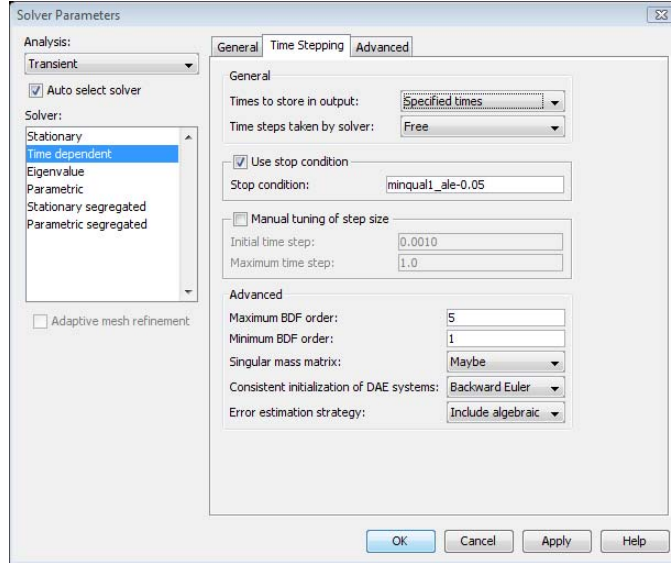 Solver Parameters
Analysis:
Transient
Auto select solver
Solver:
Stationary
Time dependent
Eigenvalue
Parametric
Stationary segregated
Parametric segregated
Adaptive mesh refinement
General Time Stepping Advanced
General
Times to store in output: Specified times
Time steps taken by solver: Free
Use stop condition
Stop condition: minqual1_ale-0.05
Manual tuning of step size
Initial time step: 0.0010
Maximum time step: 1.0
Advanced
Maximum BDF order: 5
Minimum BDF order: 1
Singular mass matrix: Maybe
Consistent initialization of DAE systems: Backward Euler
Error estimation strategy: Include algebraic
OK Cancel Apply Help